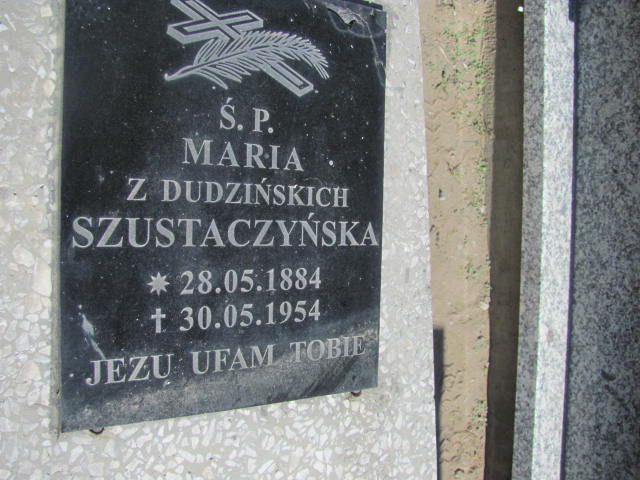 Ś. P.
MARIA
Z DUDZIŃSKICH
SZUSTACZYŃSKA
✷ 28.05.1884
† 30.05.1954
JEZU UFAM TOBIE